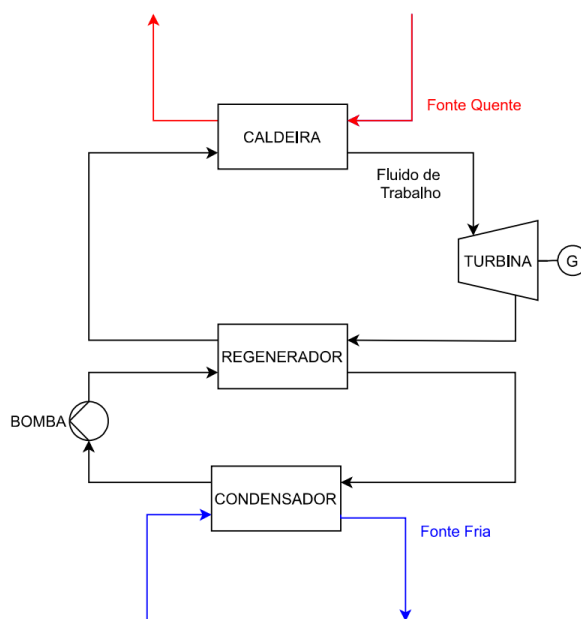 Fonte Quente
CALDEIRA
Fluido de
Trabalho
TURBINA
G
REGENERADOR
BOMBA
CONDENSADOR
Fonte Fria